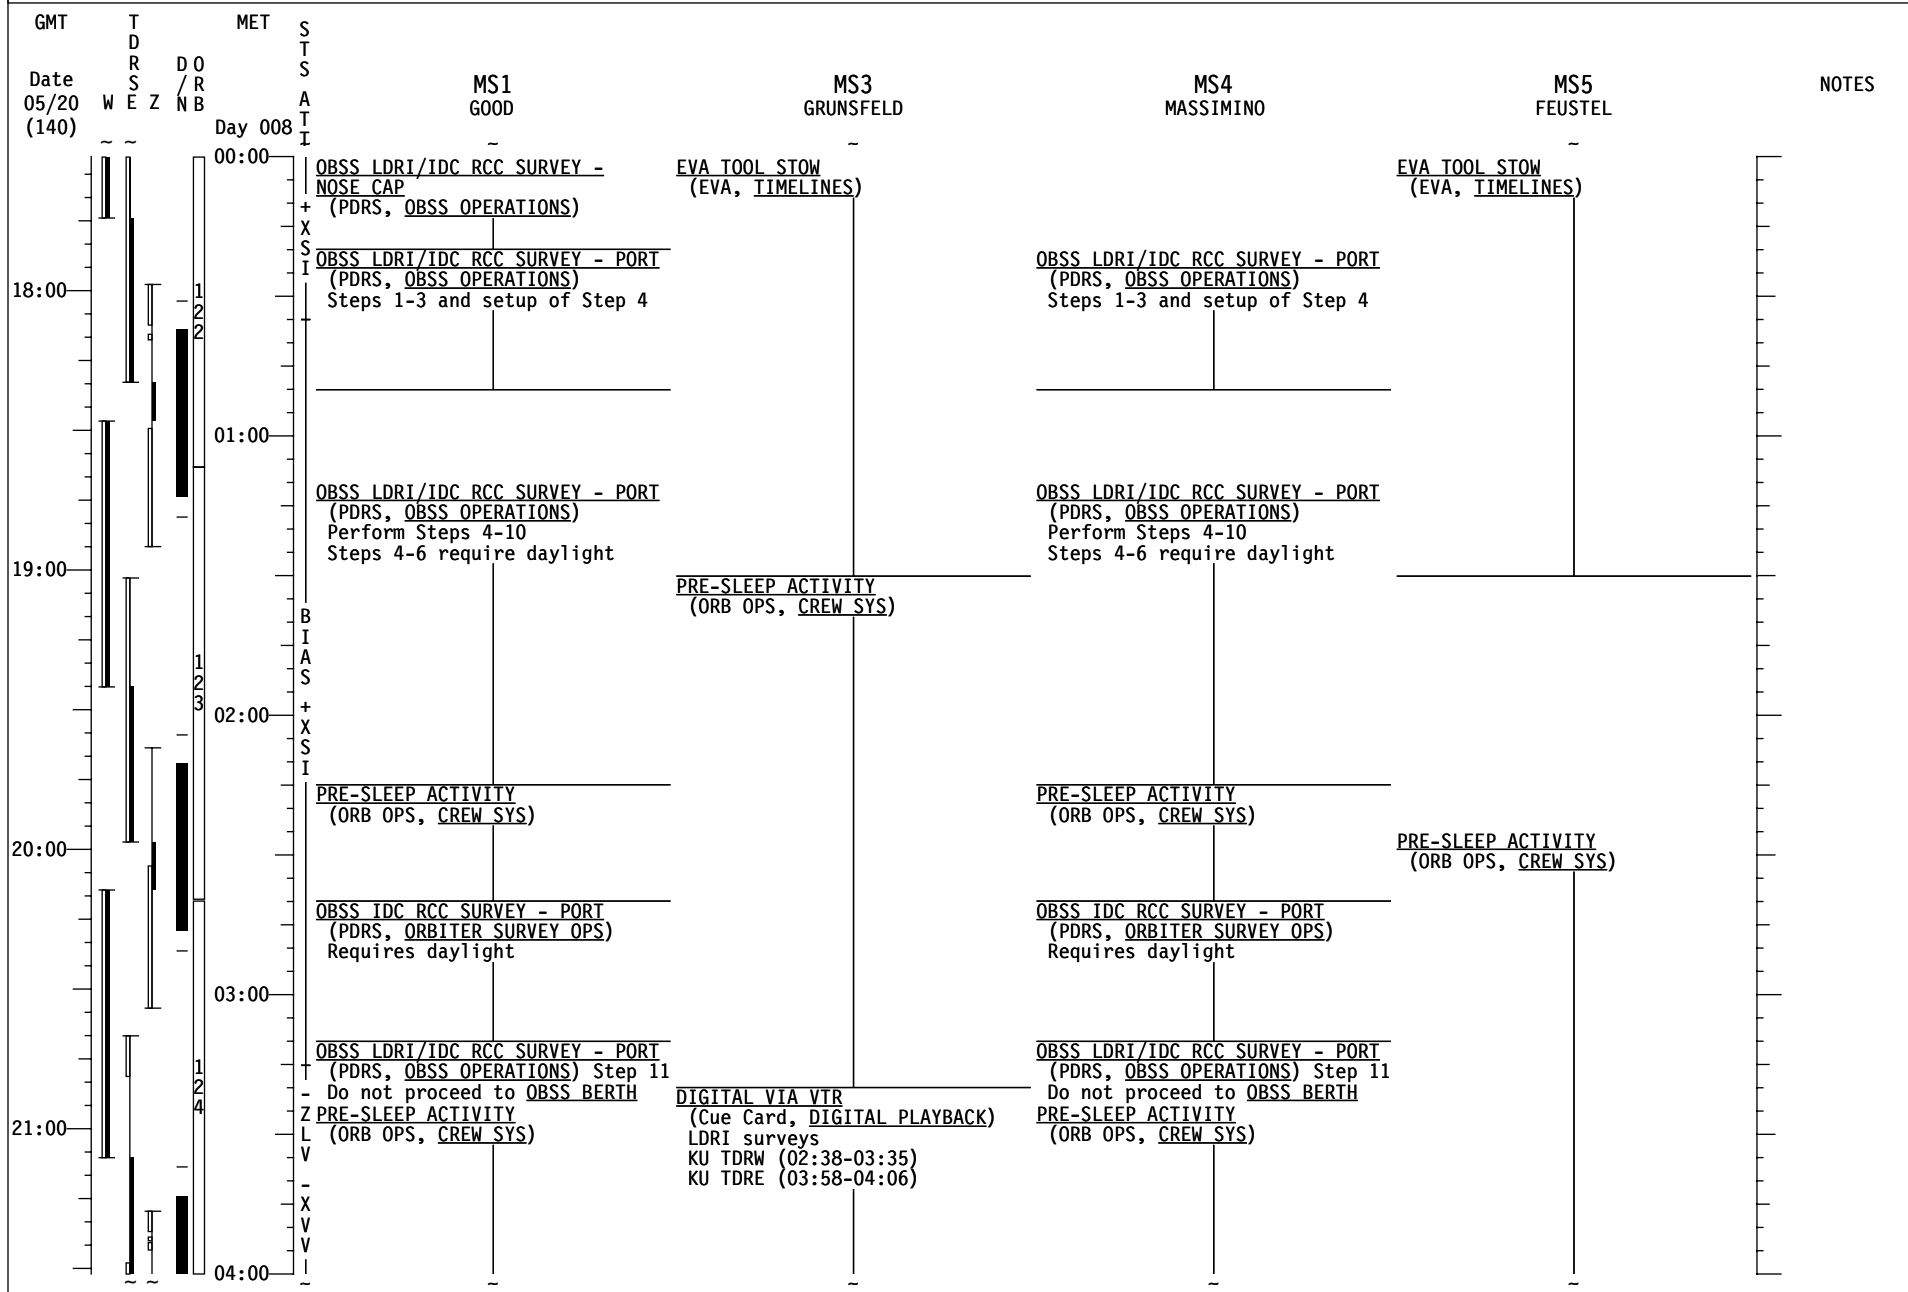 GMT
TDRS
MET
STS ATT
Date
05/20
(140)
W E Z
D/N
ORB
Day 008
MS1
GOOD
MS3
GRUNSFELD
MS4
MASSIMINO
MS5
FEUSTEL
NOTES
18:00
19:00
20:00
21:00
122
123
124
00:00
01:00
02:00
03:00
04:00
+XSI
BIAS +XSI
-ZLV -XVV
OBSS LDRI/IDC RCC SURVEY -
NOSE CAP
(PDRS, OBSS OPERATIONS)
OBSS LDRI/IDC RCC SURVEY - PORT
(PDRS, OBSS OPERATIONS)
Steps 1-3 and setup of Step 4
OBSS LDRI/IDC RCC SURVEY - PORT
(PDRS, OBSS OPERATIONS)
Perform Steps 4-10
Steps 4-6 require daylight
PRE-SLEEP ACTIVITY
(ORB OPS, CREW SYS)
OBSS IDC RCC SURVEY - PORT
(PDRS, ORBITER SURVEY OPS)
Requires daylight
OBSS LDRI/IDC RCC SURVEY - PORT
(PDRS, OBSS OPERATIONS) Step 11
Do not proceed to OBSS BERTH
PRE-SLEEP ACTIVITY
(ORB OPS, CREW SYS)
EVA TOOL STOW
(EVA, TIMELINES)
PRE-SLEEP ACTIVITY
(ORB OPS, CREW SYS)
DIGITAL VIA VTR
(Cue Card, DIGITAL PLAYBACK)
LDRI surveys
KU TDRW (02:38-03:35)
KU TDRE (03:58-04:06)
OBSS LDRI/IDC RCC SURVEY - PORT
(PDRS, OBSS OPERATIONS)
Steps 1-3 and setup of Step 4
OBSS LDRI/IDC RCC SURVEY - PORT
(PDRS, OBSS OPERATIONS)
Perform Steps 4-10
Steps 4-6 require daylight
PRE-SLEEP ACTIVITY
(ORB OPS, CREW SYS)
OBSS IDC RCC SURVEY - PORT
(PDRS, ORBITER SURVEY OPS)
Requires daylight
OBSS LDRI/IDC RCC SURVEY - PORT
(PDRS, OBSS OPERATIONS) Step 11
Do not proceed to OBSS BERTH
PRE-SLEEP ACTIVITY
(ORB OPS, CREW SYS)
EVA TOOL STOW
(EVA, TIMELINES)
PRE-SLEEP ACTIVITY
(ORB OPS, CREW SYS)